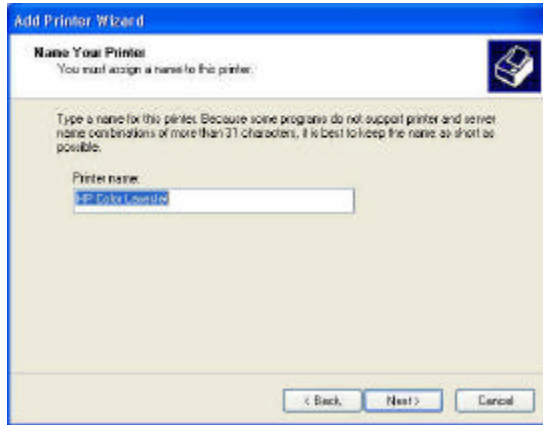 Add Printer Wizard
Name Your Printer
You must assign a name to this printer.
Type a name for this printer. Because some programs do not support printer and server
name combinations of more than 31 characters, it is best to keep the name as short as
possible.
Printer name:
HP Color LaserJet
< Back
Next >
Cancel